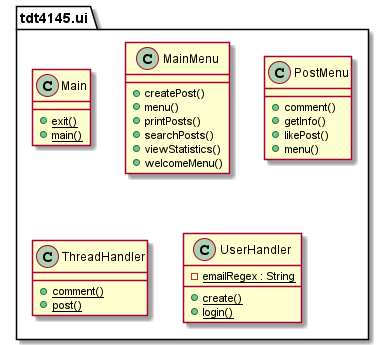 tdt4145.ui
C Main
exit()
main()
C MainMenu
createPost()
menu()
printPosts()
searchPosts()
viewStatistics()
welcomeMenu()
C PostMenu
comment()
getInfo()
likePost()
menu()
C ThreadHandler
comment()
post()
C UserHandler
emailRegex : String
create()
login()